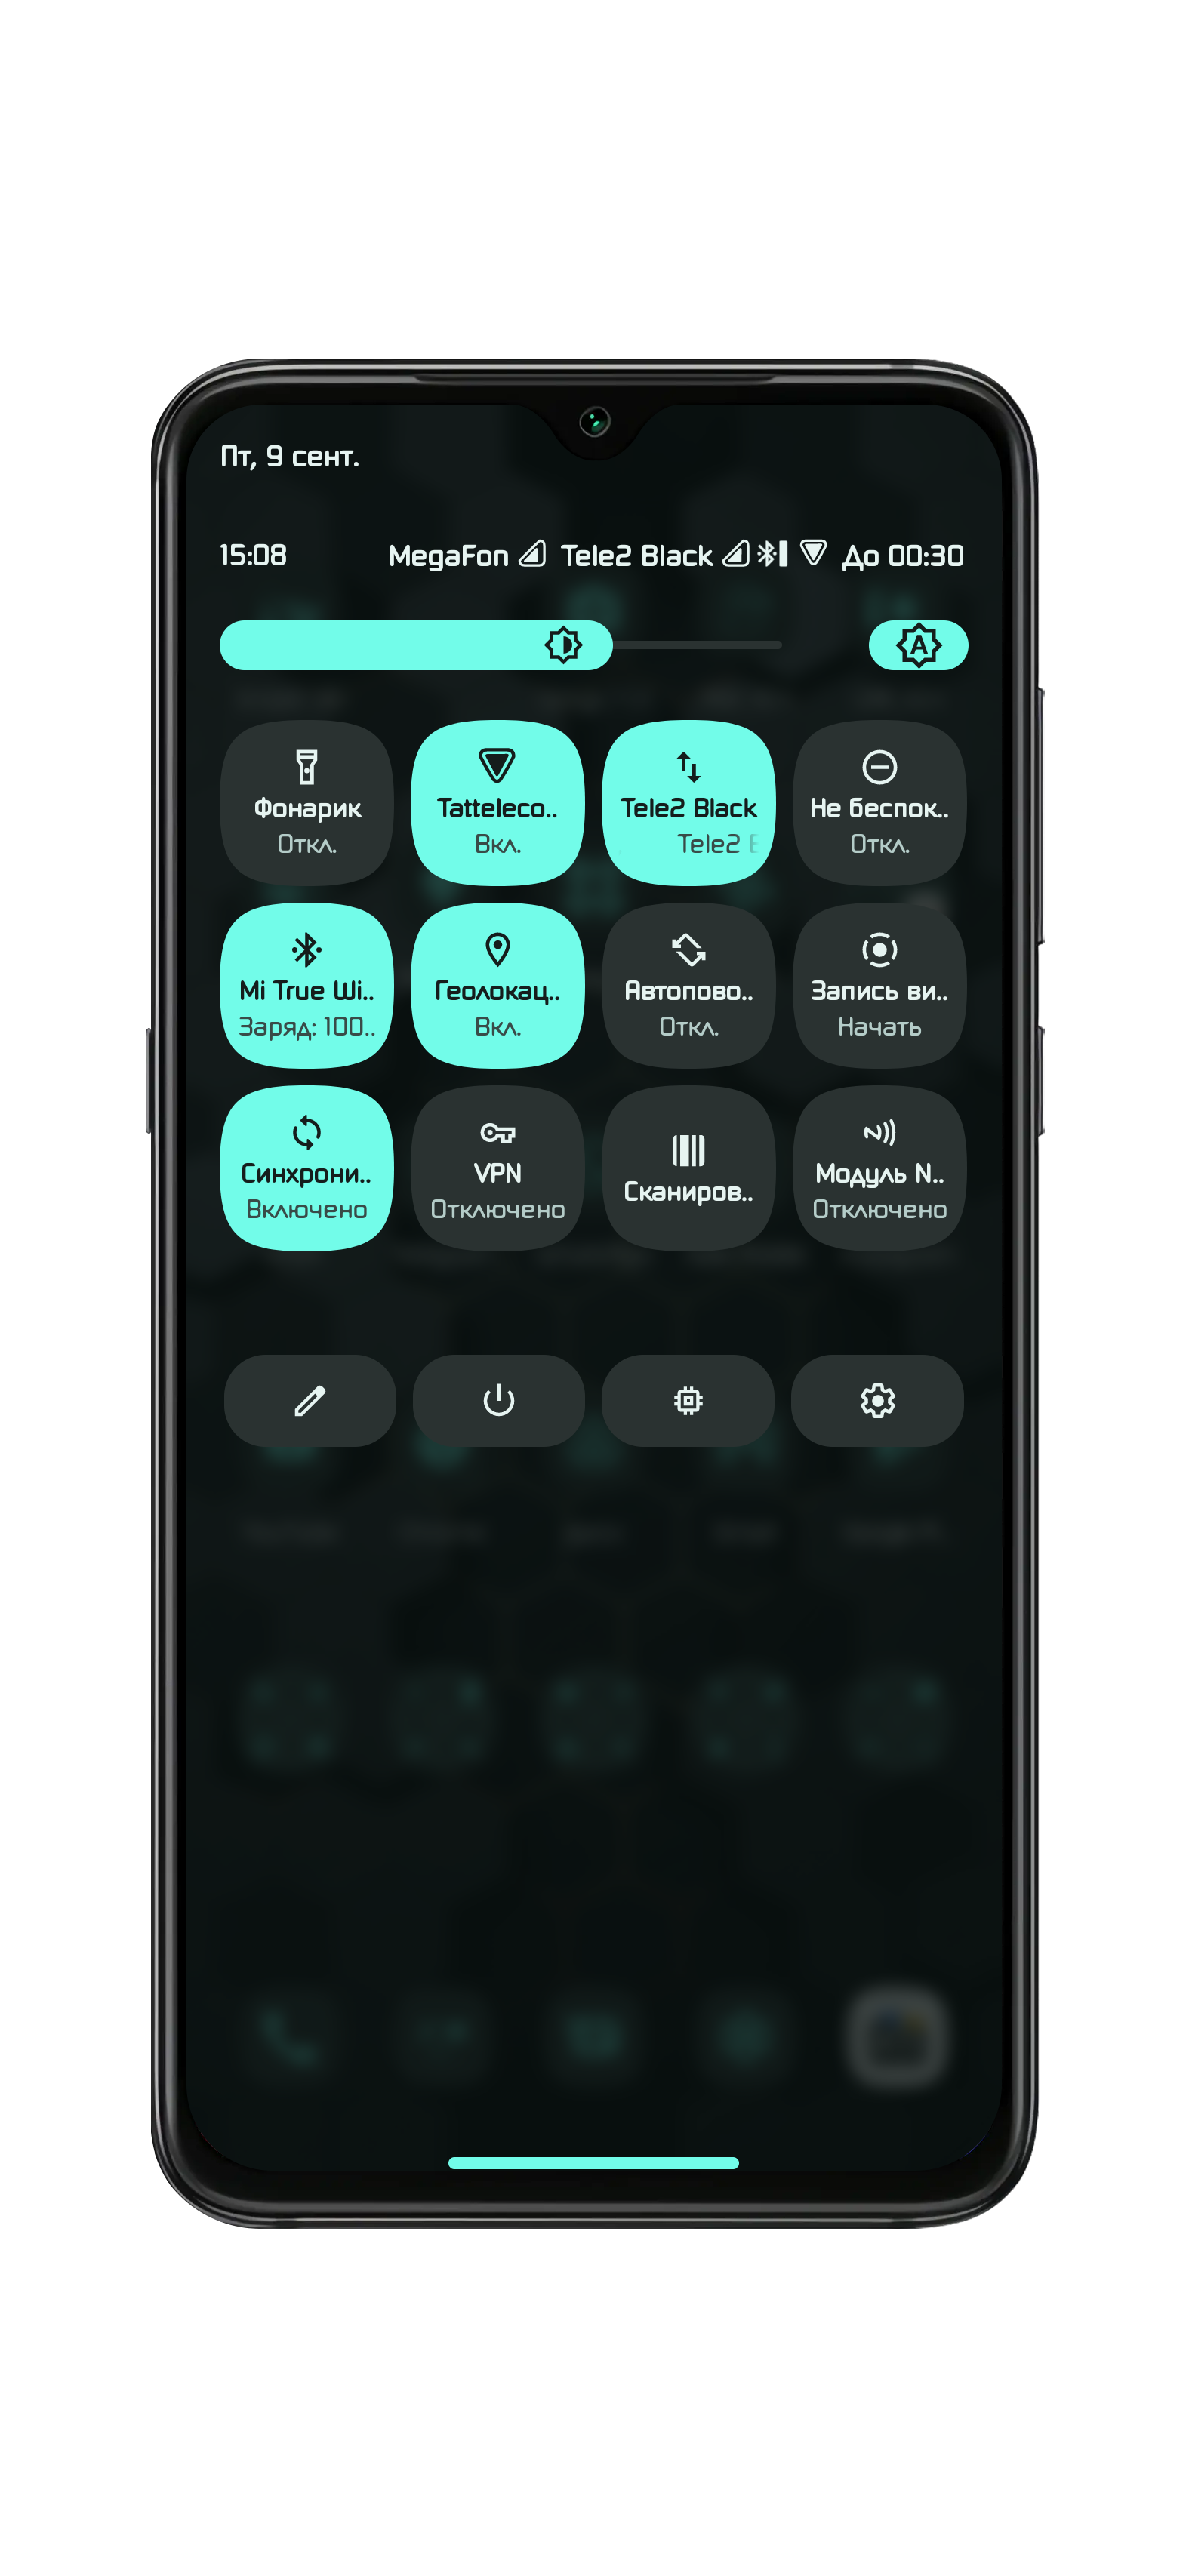 Пт, 9 сент.
15:08 MegaFon Tele2 Black До 00:30
A
Фонарик Tatteleco.. Tele2 Black Не беспок..
Откл. Вкл. Tele2 Откл.
Mi True Wi.. Геолокац.. Автопово.. Запись ви..
Заряд: 100.. Вкл. Откл. Начать
Синхрони.. VPN Сканиров.. Модуль N..
Включено Отключено Отключено